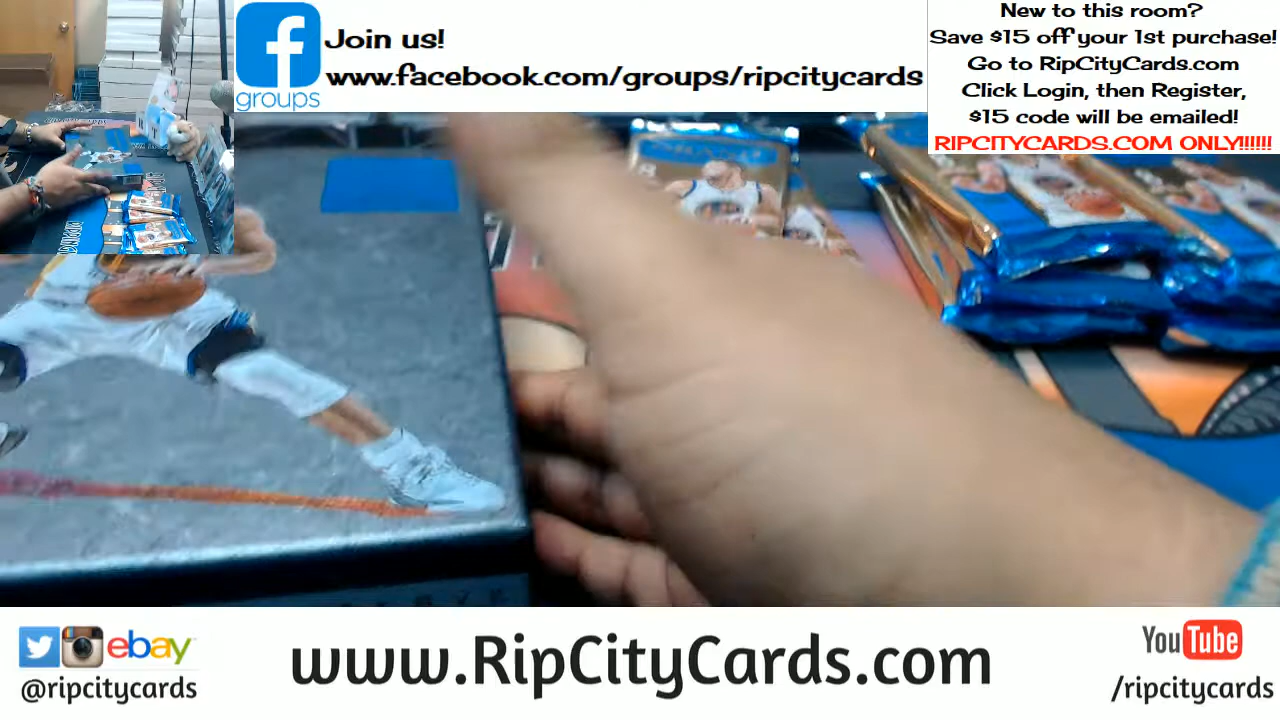 groups
Join us!
www.facebook.com/groups/ripcitycards
New to this room?
Save $15 off your 1st purchase!
Go to RipCityCards.com
Click Login, then Register,
$15 code will be emailed!
RIPCITYCARDS.COM ONLY!!!!!!
ebay
@ripcitycards
www.RipCityCards.com
YouTube
/ripcitycards